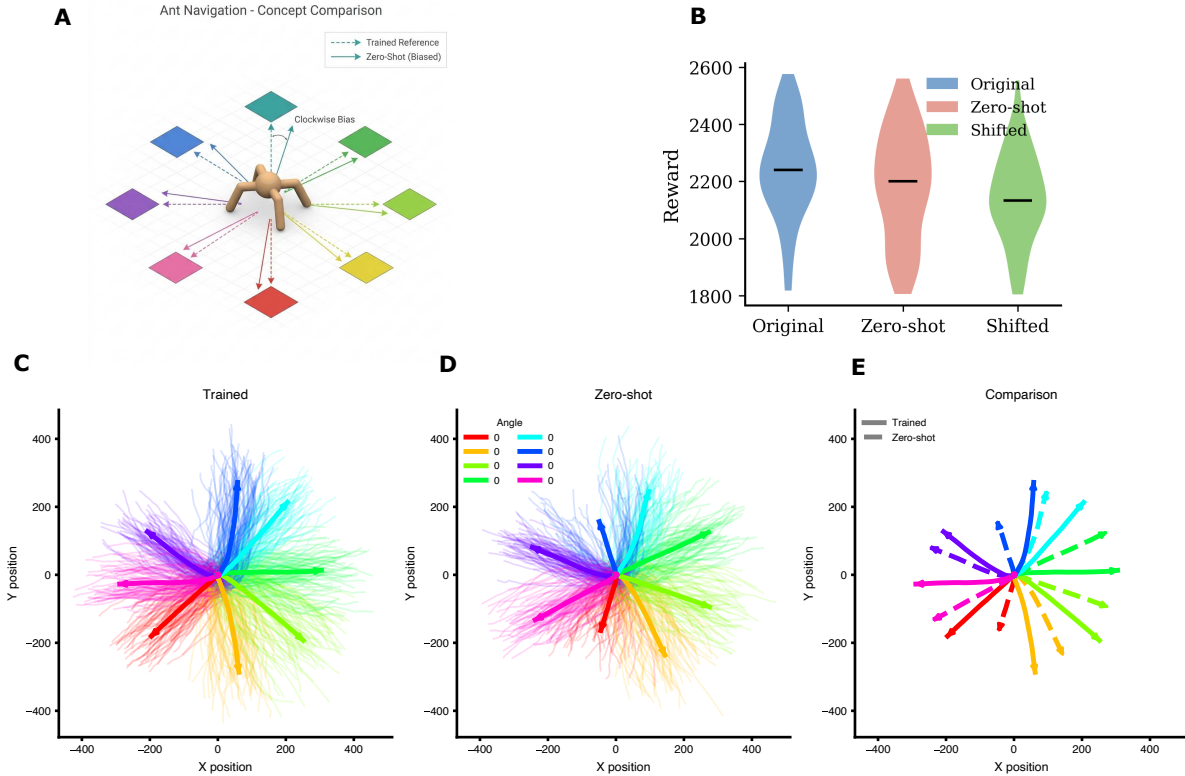 A
Ant Navigation - Concept Comparison
Trained Reference
Zero-Shot (Biased)
Clockwise Bias
B
2600
2400
2200
2000
1800
Reward
Original
Zero-shot
Shifted
Original
Zero-shot
Shifted
C
Trained
400
200
0
−200
−400
Y position
−400
−200
0
200
400
X position
D
Zero-shot
Angle
0
0
0
0
0
0
0
0
400
200
0
−200
−400
Y position
−400
−200
0
200
400
X position
E
Comparison
Trained
Zero-shot
400
200
0
−200
−400
Y position
−400
−200
0
200
400
X position